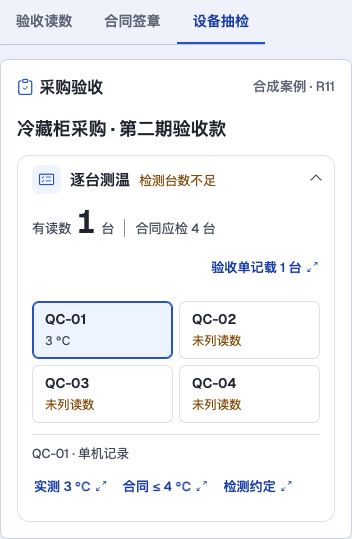 验收读数 合同签章 设备抽检
采购验收 合成案例 · R11
冷藏柜采购 · 第二期验收款
逐台测温 检测台数不足
有读数 1 台 合同应检 4 台
验收单记载 1 台
QC-01 QC-02
3 °C 未列读数
QC-03 QC-04
未列读数 未列读数
QC-01 · 单机记录
实测 3 °C 合同 ≤ 4 °C 检测约定